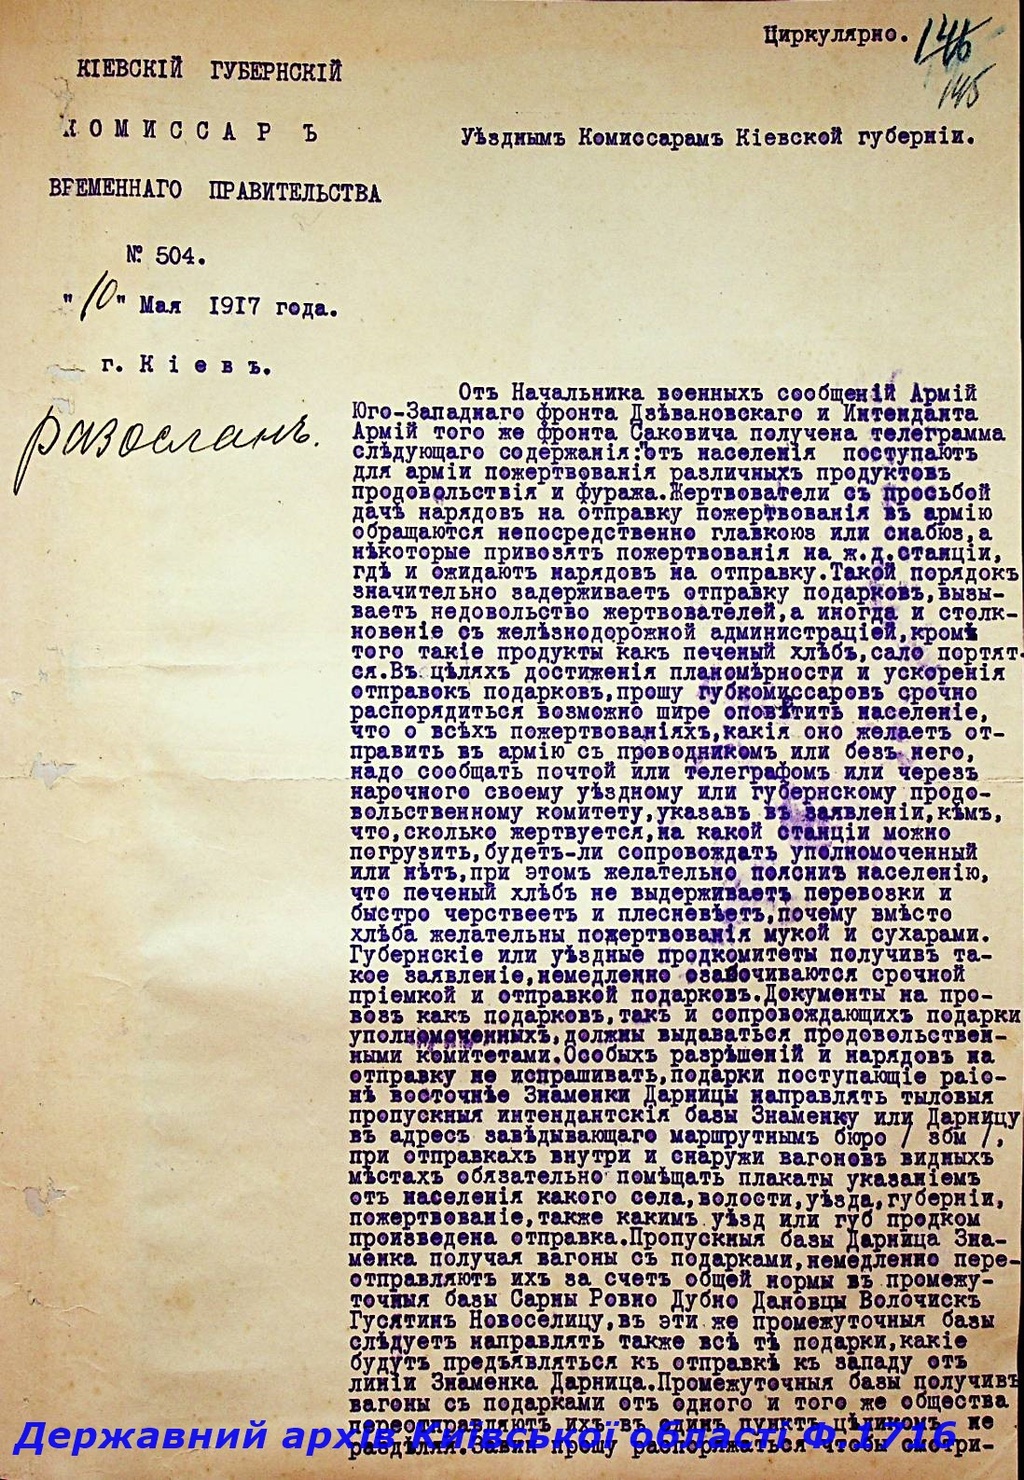 Циркулярно.
146
145
КІЕВСКІЙ ГУБЕРНСКІЙ
КОМИССАРЪ
ВРЕМЕННАГО ПРАВИТЕЛЬСТВА
Уѣзднымъ Комиссарамъ Кіевской губерніи.
№ 504.
"10" Мая 1917 года.
г. Кіевъ.
разосланъ.
Отъ Начальника военныхъ сообщеній Армій
Юго-Западнаго фронта Дзѣвановскаго и Интенданта
Армій того же фронта Саковича получена телеграмма
слѣдующаго содержанія:отъ населенія поступаютъ
для арміи пожертвованія различныхъ продуктовъ
продовольствія и фуража.Жертвователи съ просьбой
дачѣ нарядовъ на отправку пожертвованія въ армію
обращаются непосредственно главкоюз или снабюз,а
нѣкоторые привозятъ пожертвованія на ж.д.станціи,
гдѣ и ожидаютъ нарядовъ на отправку.Такой порядокъ
значительно задерживаетъ отправку подарковъ,вызы-
ваетъ недовольство жертвователей,а иногда и столк-
новеніе съ желѣзнодорожной администраціей,кромѣ
того такіе продукты какъ печеный хлѣбъ,сало портят-
ся.Въ цѣляхъ достиженія планомѣрности и ускоренія
отправокъ подарковъ,прошу губкомиссаровъ срочно
распорядиться возможно шире оповѣтить населеніе,
что о всѣхъ пожертвованіяхъ,какія оно желаетъ от-
править въ армію съ проводникомъ или безъ него,
надо сообщать почтой или телеграфомъ или черезъ
нарочного своему уѣздному или губернскому продо-
вольственному комитету,указавъ въ заявленіи,кѣмъ,
что,сколько жертвуется,на какой станціи можно
погрузить,будетъ-ли сопровождать уполномоченный
или нѣтъ,при этомъ желательно поясниъ населенію,
что печеный хлѣбъ не выдерживаетъ перевозки и
быстро черствеетъ и плесневѣетъ,почему вмѣсто
хлѣба желательны пожертвованія мукой и сухарами.
Губернскіе или уѣздные продкомитеты получивъ та-
кое заявленіе,немедленно озабочиваются срочной
пріемкой и отправкой подарковъ.Документы на про-
возъ какъ подарковъ,такъ и сопровождающихъ подарки
уполномоченныхъ,должны выдаваться продовольствен-
ными комитетами.Особыхъ разрѣшеній и нарядовъ на
отправку не испрашивать,подарки поступающіе раіо-
нѣ восточнѣе Знаменки Дарницы направлять тыловыя
пропускныя интендантскія базы Знаменку или Дарницу
въ адресъ завѣдывающаго маршрутнымъ бюро / збм /,
при отправкахъ внутри и снаружи вагоновъ видныхъ
мѣстахъ обязательно помѣщать плакаты указаніемъ
отъ населенія какого села,волости,уѣзда,губерніи,
пожертвованіе,также какимъ уѣзд или губ продком
произведена отправка.Пропускныя базы Дарница Зна-
менка получая вагоны съ подарками,немедленно пере-
отправляютъ ихъ за счетъ общей нормы въ промежу-
точныя базы Сарны Ровно Дубно Дановцы Волочискъ
Гусятинъ Новоселицу,въ эти же промежуточныя базы
слѣдуетъ направлять также всѣ тѣ подарки,какіе
будутъ предъявляться къ отправкѣ къ западу отъ
линіи Знаменка Дарница.Промежуточныя базы получивъ
вагоны съ подарками отъ одного и того же общества
переотправляютъ ихъ въ одинъ пунктъ цѣликомъ не
раздѣляя. прошу распоряжаться чтобы смотри-
Державний архів Київської області Ф.1716